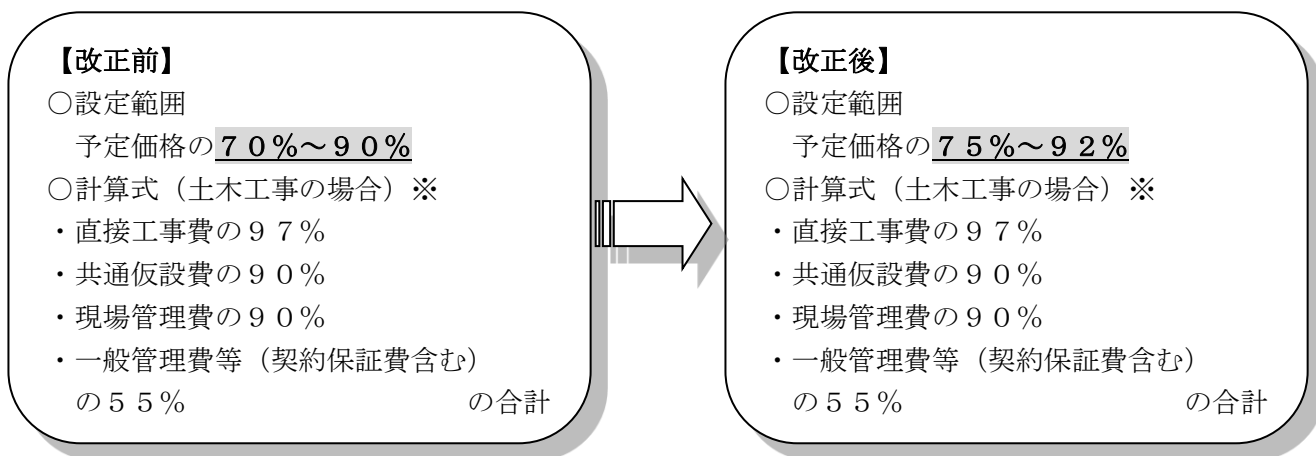 【改正前】
○設定範囲
予定価格の７０％～９０％
○計算式（土木工事の場合）※
・直接工事費の９７％
・共通仮設費の９０％
・現場管理費の９０％
・一般管理費等（契約保証費含む）
の５５％　の合計
【改正後】
○設定範囲
予定価格の７５％～９２％
○計算式（土木工事の場合）※
・直接工事費の９７％
・共通仮設費の９０％
・現場管理費の９０％
・一般管理費等（契約保証費含む）
の５５％　の合計